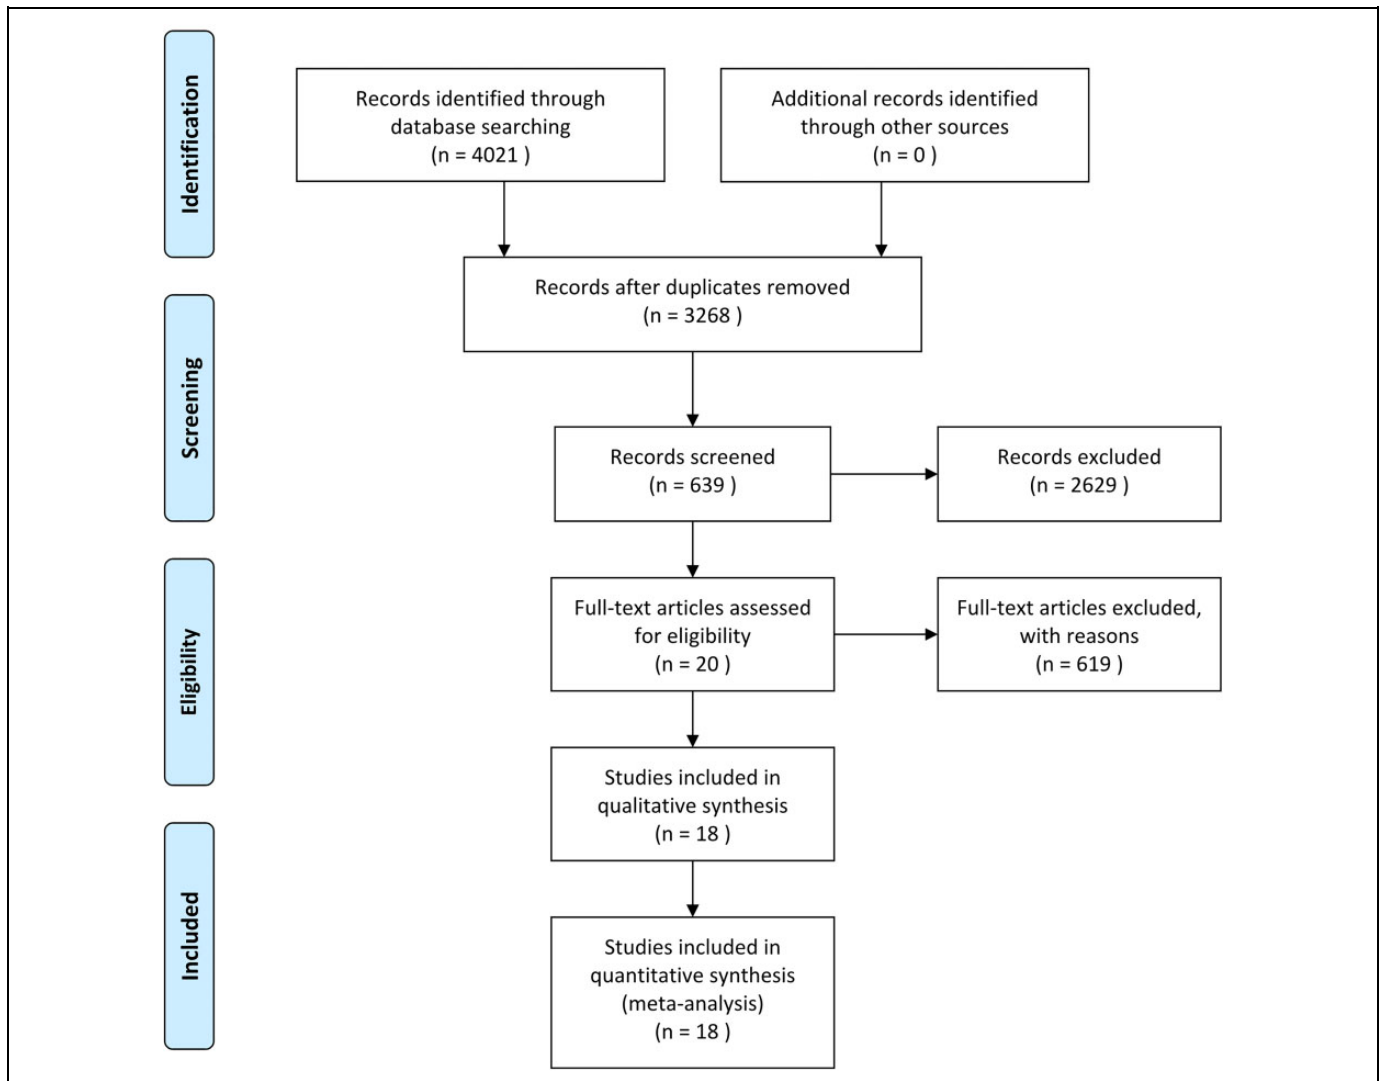 Identification
Records identified through
database searching
(n = 4021 )
Additional records identified
through other sources
(n = 0 )
Records after duplicates removed
(n = 3268 )
Screening
Records screened
(n = 639 )
Records excluded
(n = 2629 )
Eligibility
Full-text articles assessed
for eligibility
(n = 20 )
Full-text articles excluded,
with reasons
(n = 619 )
Studies included in
qualitative synthesis
(n = 18 )
Included
Studies included in
quantitative synthesis
(meta-analysis)
(n = 18 )